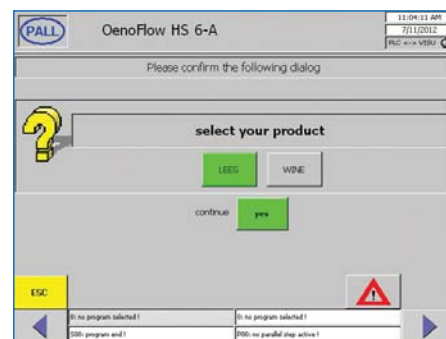 PALL
OenoFlow HS 6-A
11:04:11 AM
7/11/2012
PLC <--> VISU
Please confirm the following dialog
select your product
LEES WINE
continue yes
ESC
0: no program selected ! 0: no program selected !
S00: program end ! P00: no parallel step active !